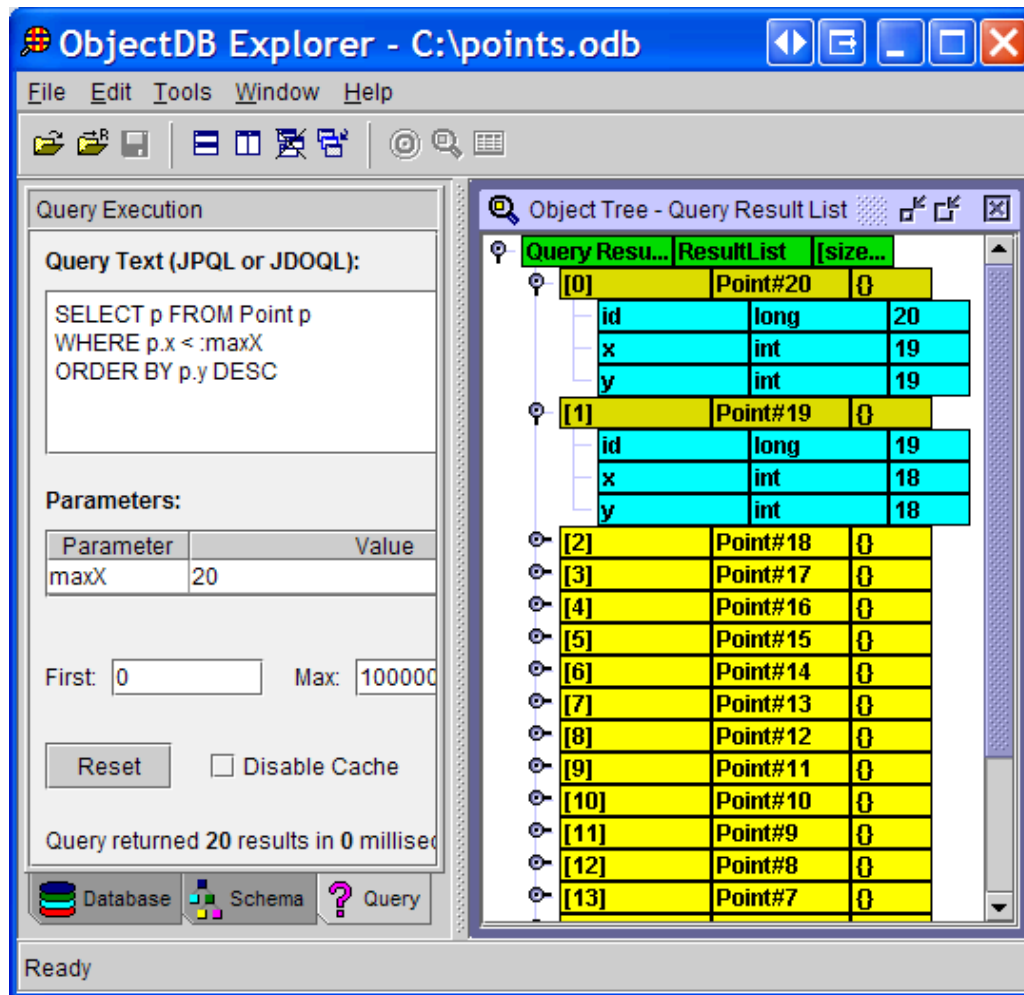 ObjectDB Explorer - C:\points.odb
File Edit Tools Window Help
Query Execution
Query Text (JPQL or JDOQL):
SELECT p FROM Point p
WHERE p.x < :maxX
ORDER BY p.y DESC
Parameters:
Parameter Value
maxX 20
First: 0 Max: 100000
Reset Disable Cache
Query returned 20 results in 0 millisec
Database Schema Query
Object Tree - Query Result List
Query Resu... ResultList [size...
[0] Point#20 {}
id long 20
x int 19
y int 19
[1] Point#19 {}
id long 19
x int 18
y int 18
[2] Point#18 {}
[3] Point#17 {}
[4] Point#16 {}
[5] Point#15 {}
[6] Point#14 {}
[7] Point#13 {}
[8] Point#12 {}
[9] Point#11 {}
[10] Point#10 {}
[11] Point#9 {}
[12] Point#8 {}
[13] Point#7 {}
Ready